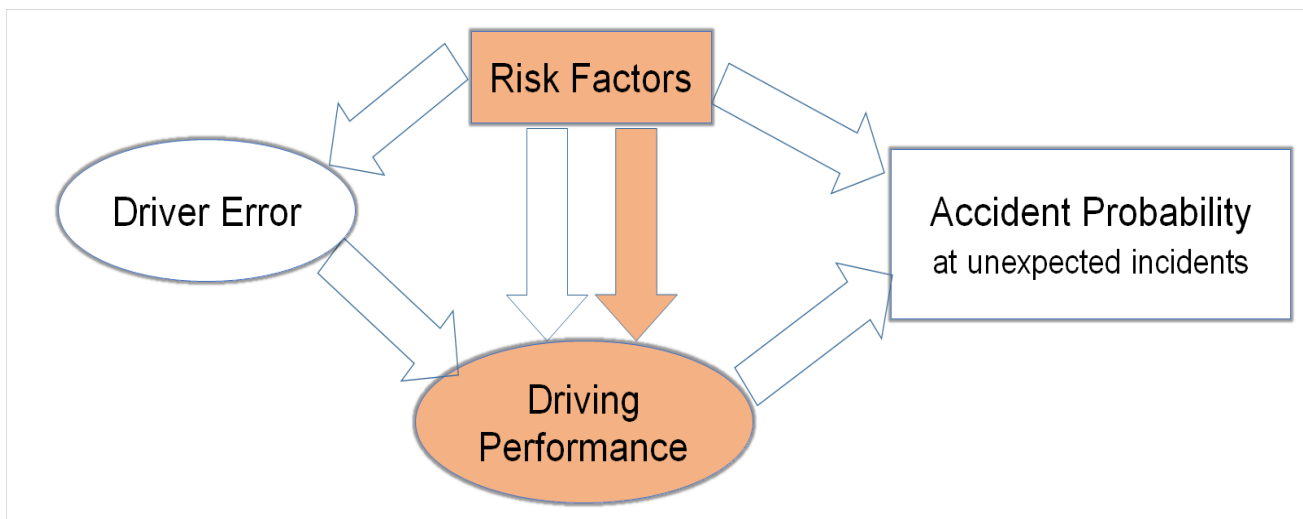 Risk Factors
Driver Error
Accident Probability
at unexpected incidents
Driving
Performance